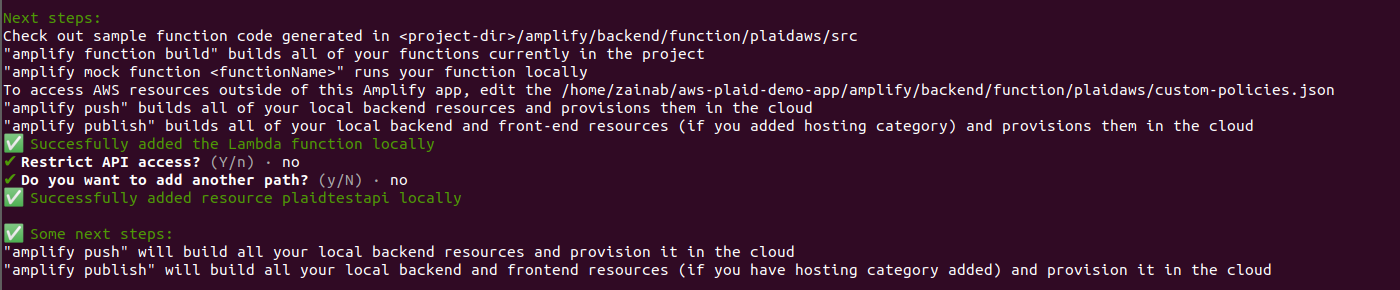 Next steps:
Check out sample function code generated in <project-dir>/amplify/backend/function/plaidaws/src
"amplify function build" builds all of your functions currently in the project
"amplify mock function <functionName>" runs your function locally
To access AWS resources outside of this Amplify app, edit the /home/zainab/aws-plaid-demo-app/amplify/backend/function/plaidaws/custom-policies.json
"amplify push" builds all of your local backend resources and provisions them in the cloud
"amplify publish" builds all of your local backend and front-end resources (if you added hosting category) and provisions them in the cloud
✅ Succesfully added the Lambda function locally
✔ Restrict API access? (Y/n) · no
✔ Do you want to add another path? (y/N) · no
✅ Successfully added resource plaidtestapi locally
✅ Some next steps:
"amplify push" will build all your local backend resources and provision it in the cloud
"amplify publish" will build all your local backend and frontend resources (if you have hosting category added) and provision it in the cloud